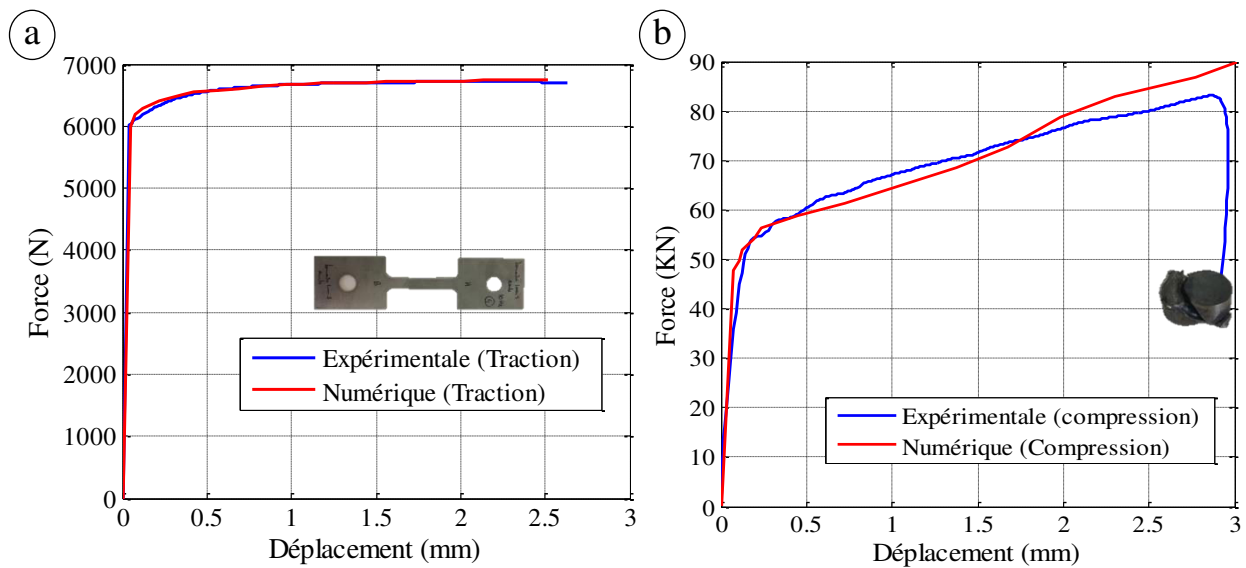 a
7000
6000
5000
4000
3000
2000
1000
0
0 0.5 1 1.5 2 2.5 3
Force (N)
Déplacement (mm)
Expérimentale (Traction)
Numérique (Traction)
b
90
80
70
60
50
40
30
20
10
0
0 0.5 1 1.5 2 2.5 3
Force (KN)
Déplacement (mm)
Expérimentale (compression)
Numérique (Compression)